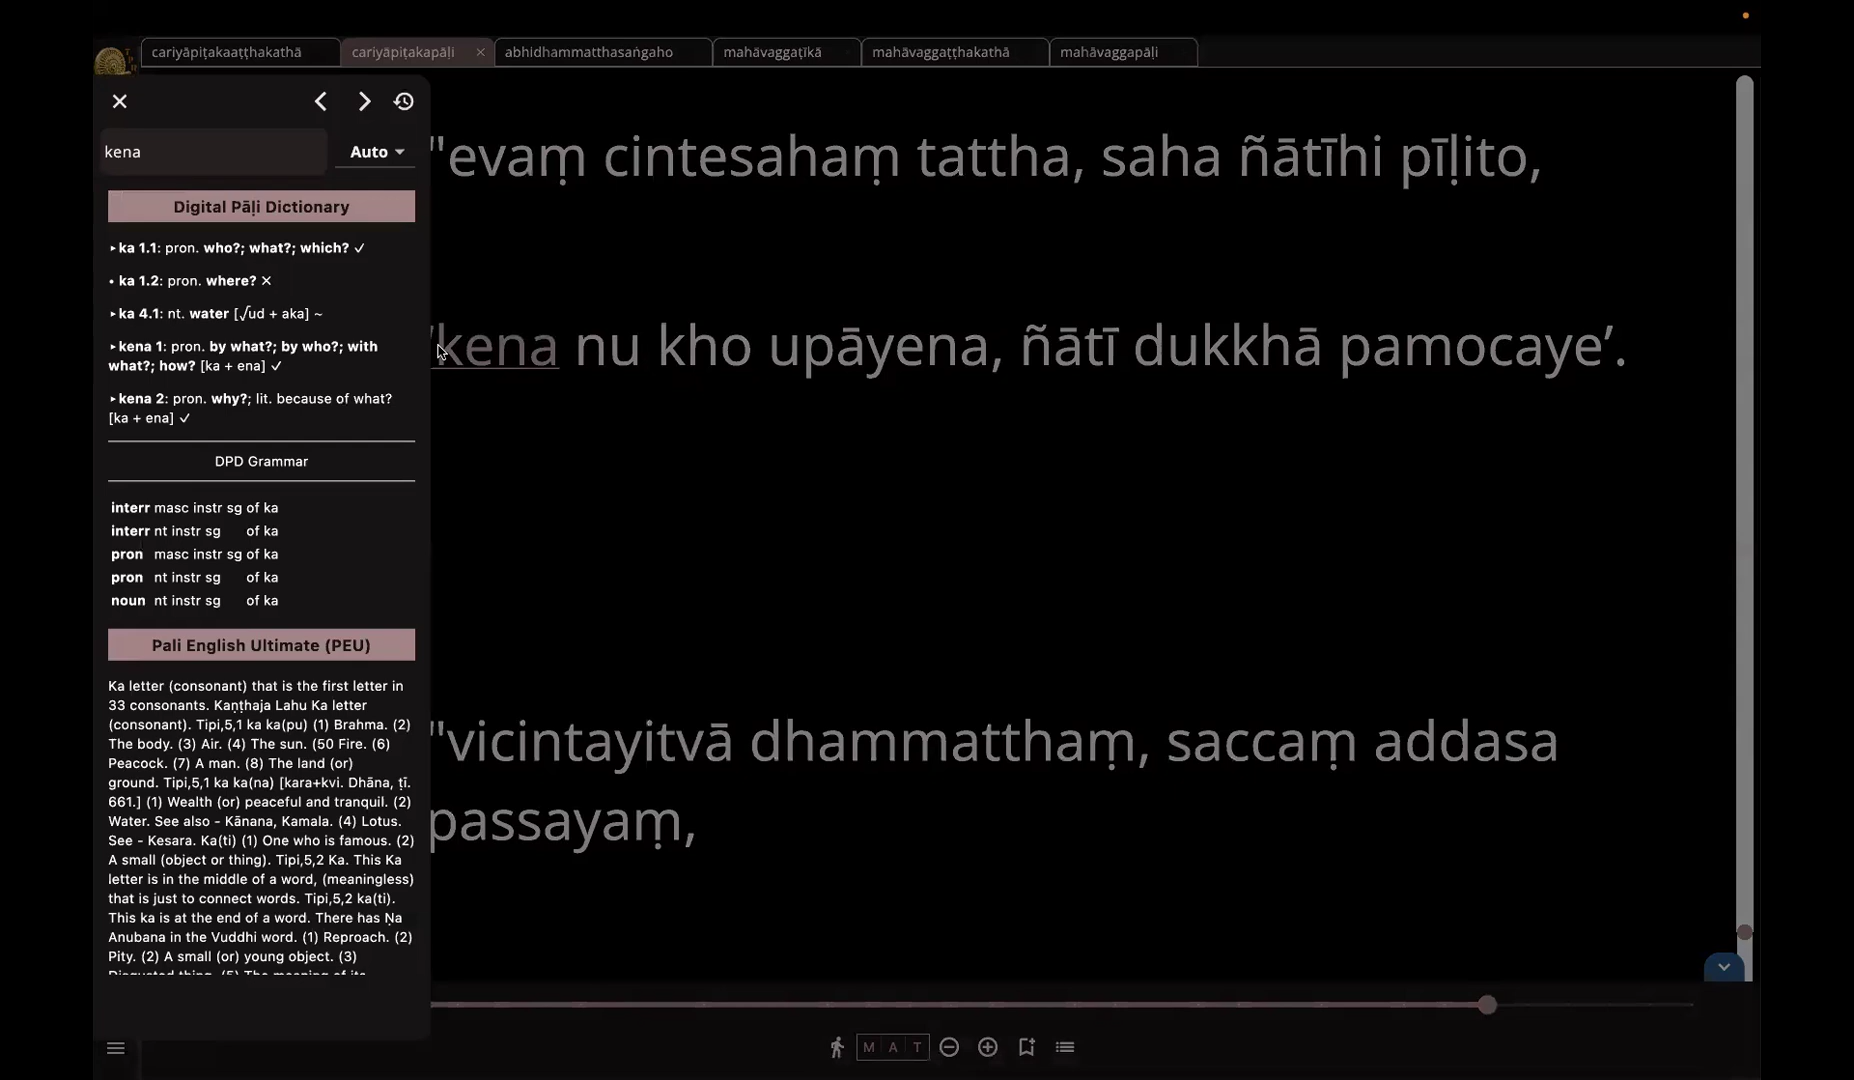 cariyāpiṭakaaṭṭhakathā
cariyāpiṭakapāḷi
abhidhammatthasaṅgaho
mahāvaggaṭīkā
mahāvaggaṭṭhakathā
mahāvaggapāḷi
kena
Auto
Digital Pāḷi Dictionary
▸ka 1.1: pron. who?; what?; which? ✓
• ka 1.2: pron. where? ✕
▸ka 4.1: nt. water [√ud + aka] ~
▸kena 1: pron. by what?; by who?; with
what?; how? [ka + ena] ✓
▸kena 2: pron. why?; lit. because of what?
[ka + ena] ✓
DPD Grammar
interr masc instr sg of ka
interr nt instr sg of ka
pron masc instr sg of ka
pron nt instr sg of ka
noun nt instr sg of ka
Pali English Ultimate (PEU)
Ka letter (consonant) that is the first letter in
33 consonants. Kaṇṭhaja Lahu Ka letter
(consonant). Tipi,5,1 ka ka(pu) (1) Brahma. (2)
The body. (3) Air. (4) The sun. (50 Fire. (6)
Peacock. (7) A man. (8) The land (or)
ground. Tipi,5,1 ka ka(na) [kara+kvi. Dhāna, ṭī.
661.] (1) Wealth (or) peaceful and tranquil. (2)
Water. See also - Kānana, Kamala. (4) Lotus.
See - Kesara. Ka(ti) (1) One who is famous. (2)
A small (object or thing). Tipi,5,2 Ka. This Ka
letter is in the middle of a word, (meaningless)
that is just to connect words. Tipi,5,2 ka(ti).
This ka is at the end of a word. There has Ṇa
Anubana in the Vuddhi word. (1) Reproach. (2)
Pity. (2) A small (or) young object. (3)
Disgusted thing. (5) The meaning of its
"evaṃ cintesahaṃ tattha, saha ñātīhi pīḷito,
'kena nu kho upāyena, ñātī dukkhā pamocaye’.
"vicintayitvā dhammatthaṃ, saccaṃ addasa
passayaṃ,
M A T